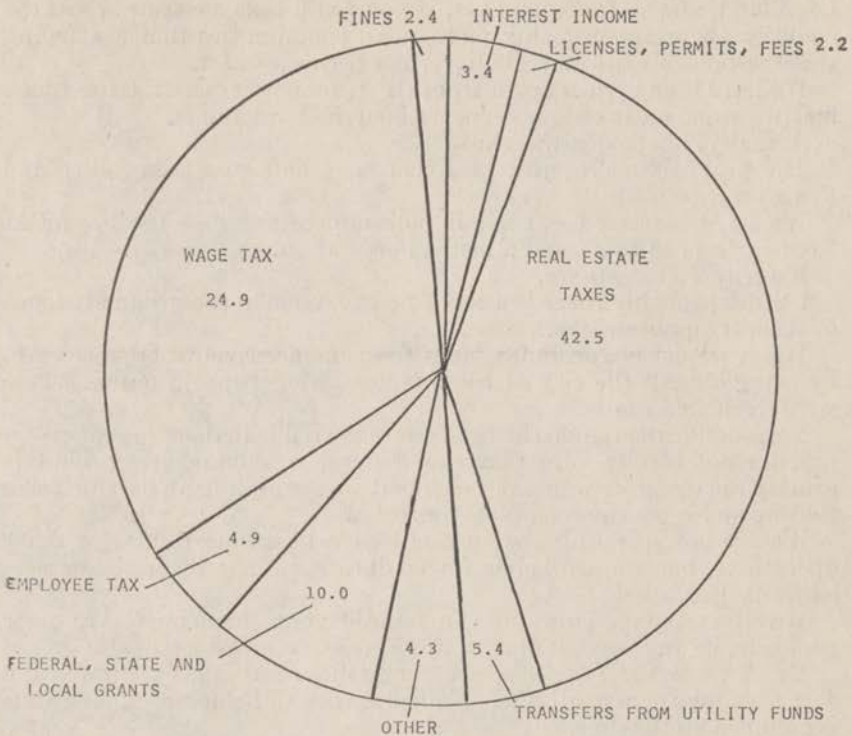 FINES 2.4
INTEREST INCOME
3.4
LICENSES, PERMITS, FEES 2.2
WAGE TAX
24.9
REAL ESTATE
TAXES
42.5
4.9
EMPLOYEE TAX
10.0
FEDERAL, STATE AND
LOCAL GRANTS
4.3
OTHER
5.4
TRANSFERS FROM UTILITY FUNDS